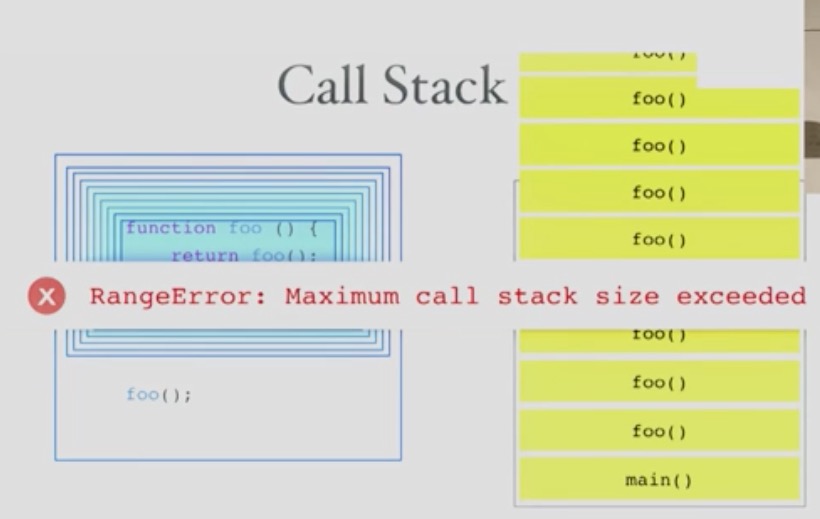 Call Stack
function foo () {
return foo();
foo();
RangeError: Maximum call stack size exceeded
foo()
foo()
foo()
foo()
foo()
foo()
foo()
foo()
main()